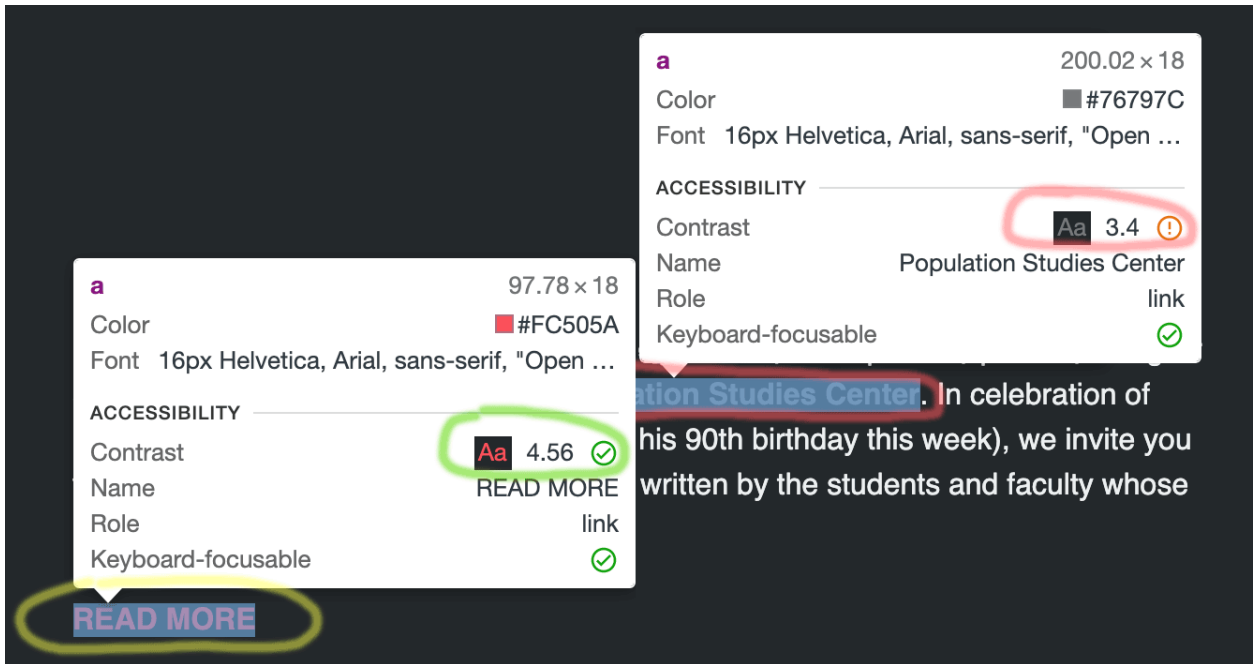 a 200.02 × 18
Color #76797C
Font 16px Helvetica, Arial, sans-serif, "Open ...
ACCESSIBILITY
Contrast Aa 3.4
Name Population Studies Center
Role link
Keyboard-focusable
a 97.78 × 18
Color #FC505A
Font 16px Helvetica, Arial, sans-serif, "Open ...
ACCESSIBILITY
Contrast Aa 4.56
Name READ MORE
Role link
Keyboard-focusable
ation Studies Center. In celebration of
his 90th birthday this week), we invite you
written by the students and faculty whose
READ MORE